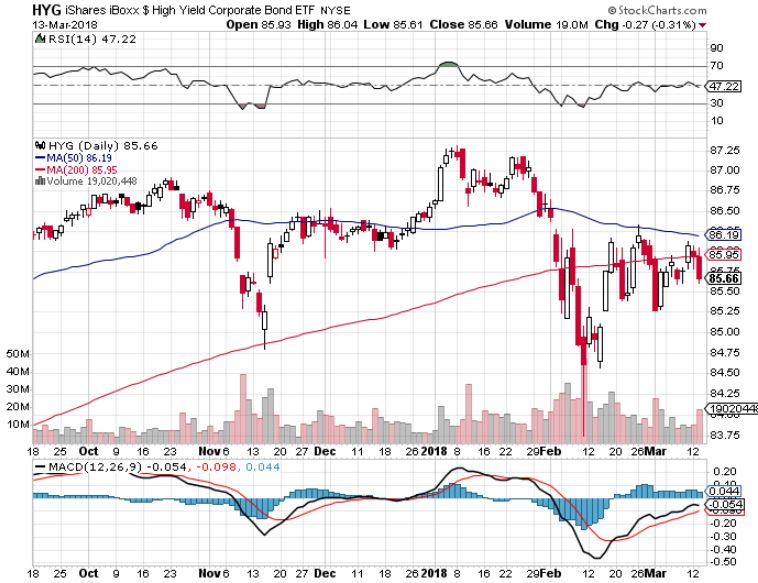 HYG iShares iBoxx $ High Yield Corporate Bond ETF NYSE © StockCharts.com
13-Mar-2018 Open 85.93 High 86.04 Low 85.61 Close 85.66 Volume 19.0M Chg -0.27 (-0.31%)
RSI(14) 47.22
90
70
47.22
30
10
HYG (Daily) 85.66
MA(50) 86.19
MA(200) 85.95
Volume 19,020,448
87.25
87.00
86.75
86.50
86.19
85.95
85.75
85.66
85.50
85.25
85.00
84.75
84.50
84.25
83.75
50M
40M
30M
20M
10M
19020448
18 25 Oct 9 16 23 Nov 6 13 20 27 Dec 11 18 26 2018 8 16 22 29 Feb 12 20 26 Mar 12
MACD(12,26,9) -0.054, -0.098, 0.044
0.20
0.10
0.044
-0.054
-0.20
-0.30
-0.40
-0.50
18 25 Oct 9 16 23 Nov 6 13 20 27 Dec 11 18 26 2018 8 16 22 29 Feb 12 20 26 Mar 12